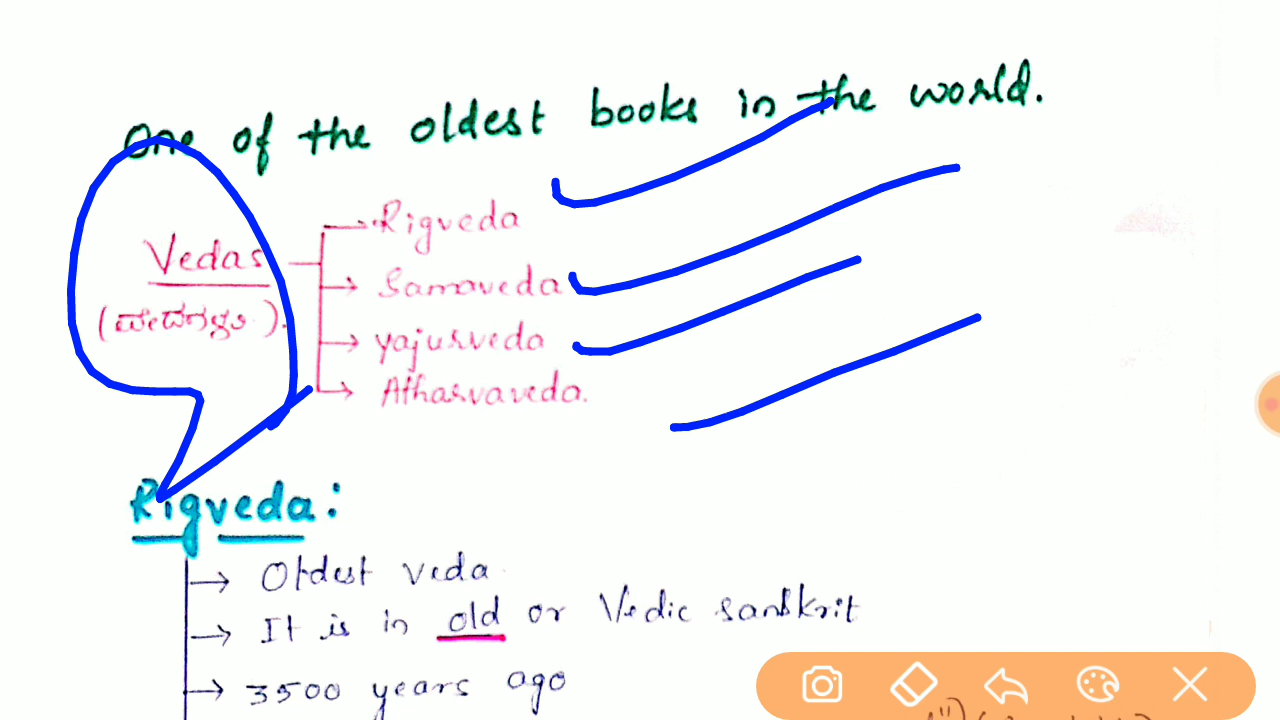 One of the oldest books in the world.
Vedas
(ವೇದಗಳು).
Rigveda
Samaveda
Yajurveda
Atharvaveda.
Rigveda:
Oldest veda
It is in old or Vedic sanskrit
3500 years ago